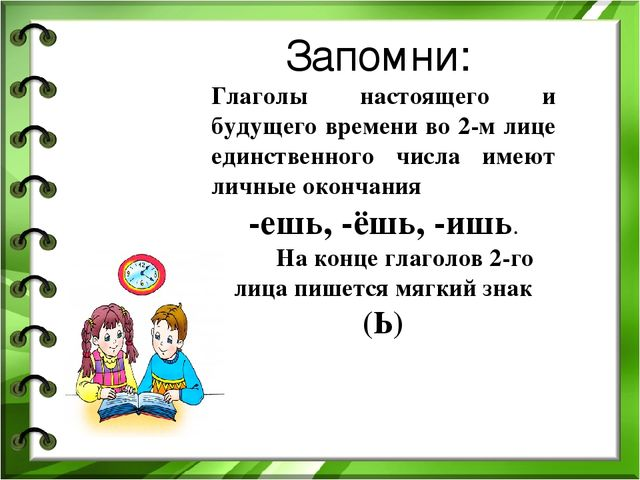 Запомни:
Глаголы настоящего и
будущего времени во 2-м лице
единственного числа имеют
личные окончания
-ешь, -ёшь, -ишь.
На конце глаголов 2-го
лица пишется мягкий знак
(Ь)